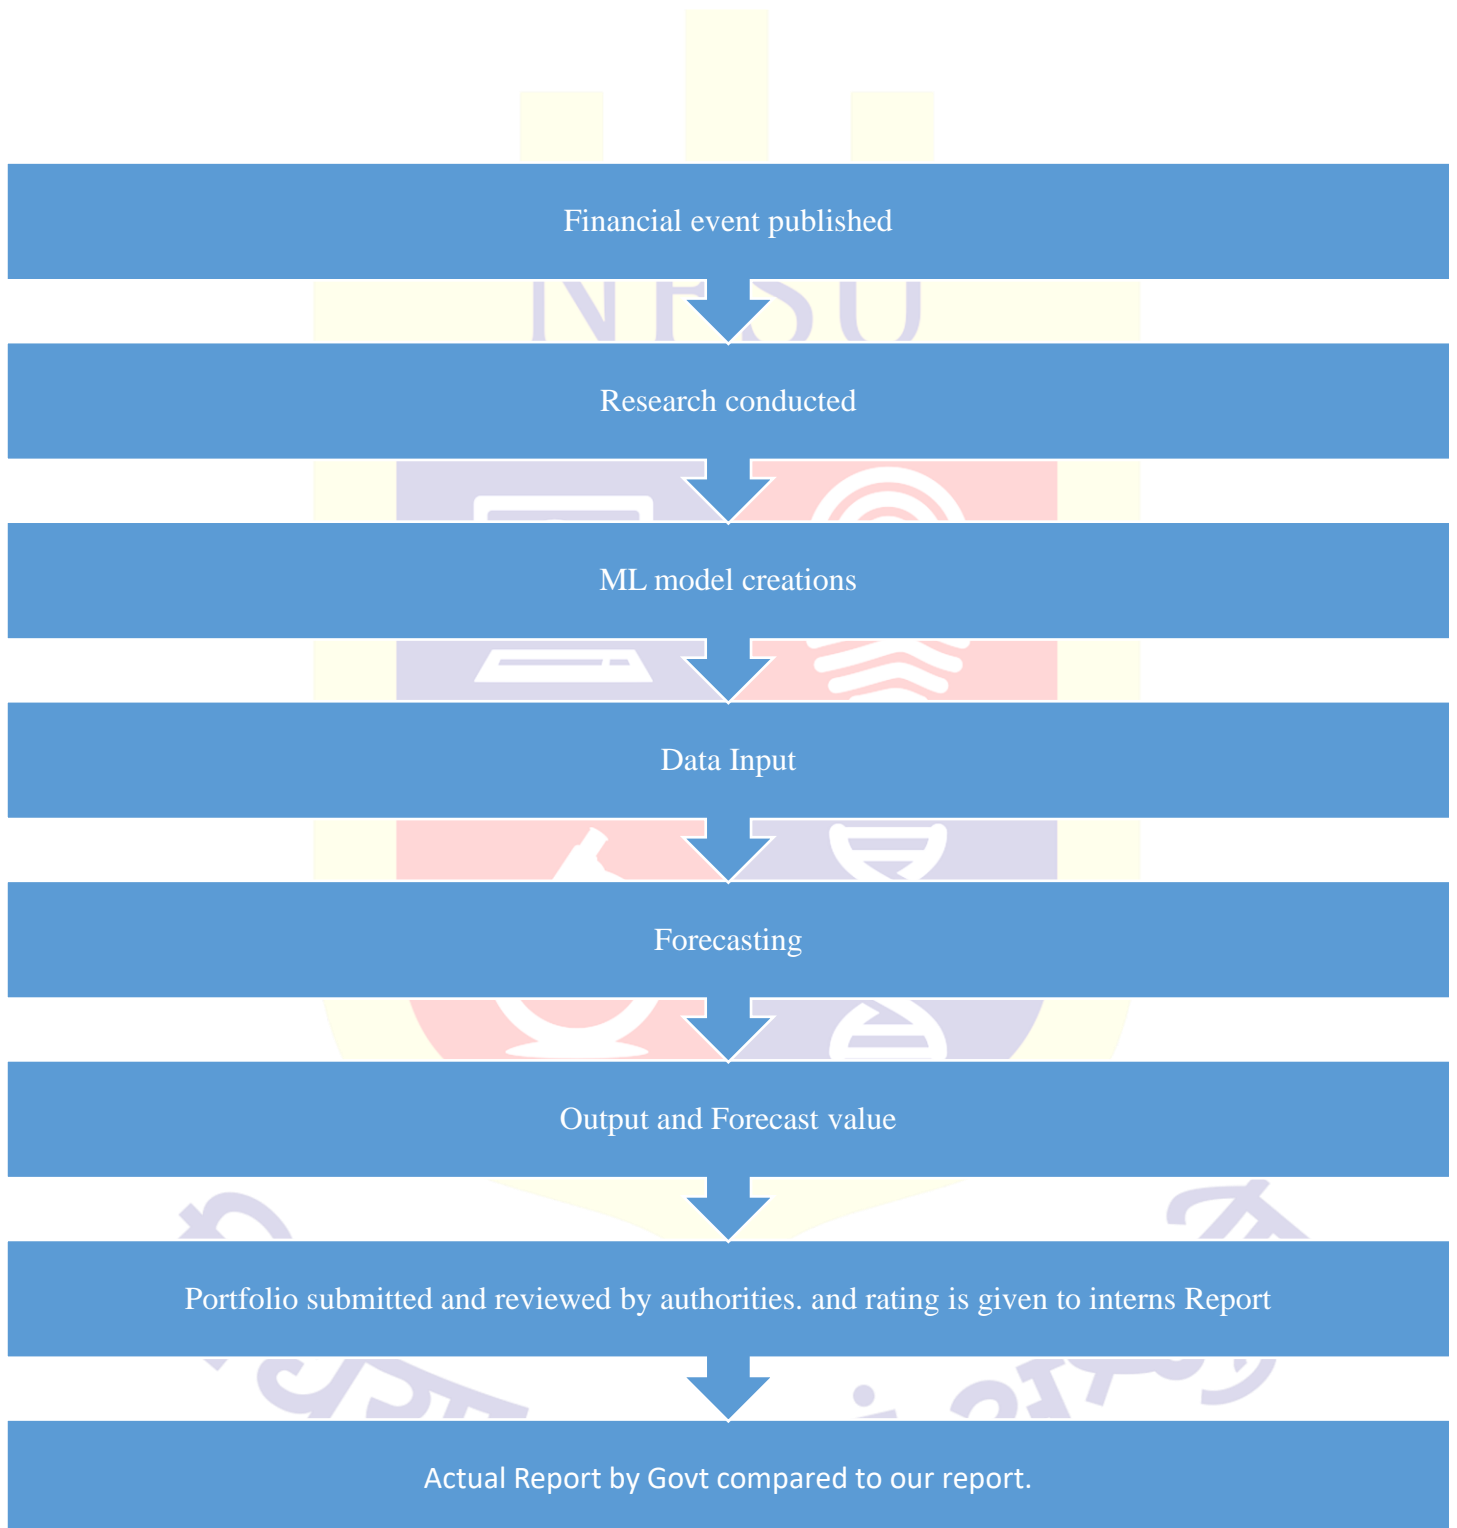 Financial event published
NFSU
Research conducted
ML model creations
Data Input
Forecasting
Output and Forecast value
Portfolio submitted and reviewed by authorities. and rating is given to interns Report
Actual Report by Govt compared to our report.